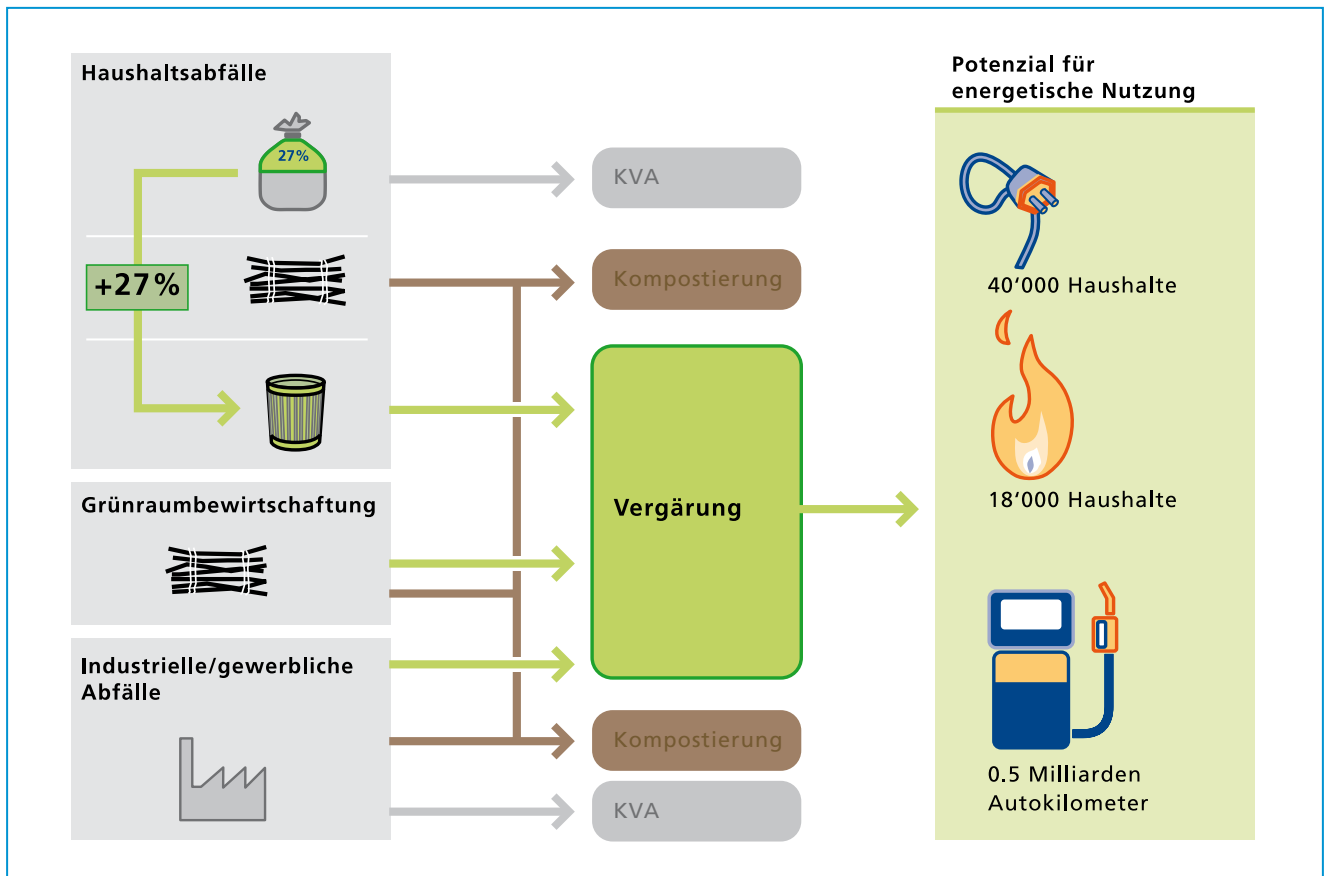 Haushaltsabfälle
27%
+27%
Grünraumbewirtschaftung
Industrielle/gewerbliche
Abfälle
KVA
Kompostierung
Vergärung
Kompostierung
KVA
Potenzial für
energetische Nutzung
40‘000 Haushalte
18‘000 Haushalte
0.5 Milliarden
Autokilometer